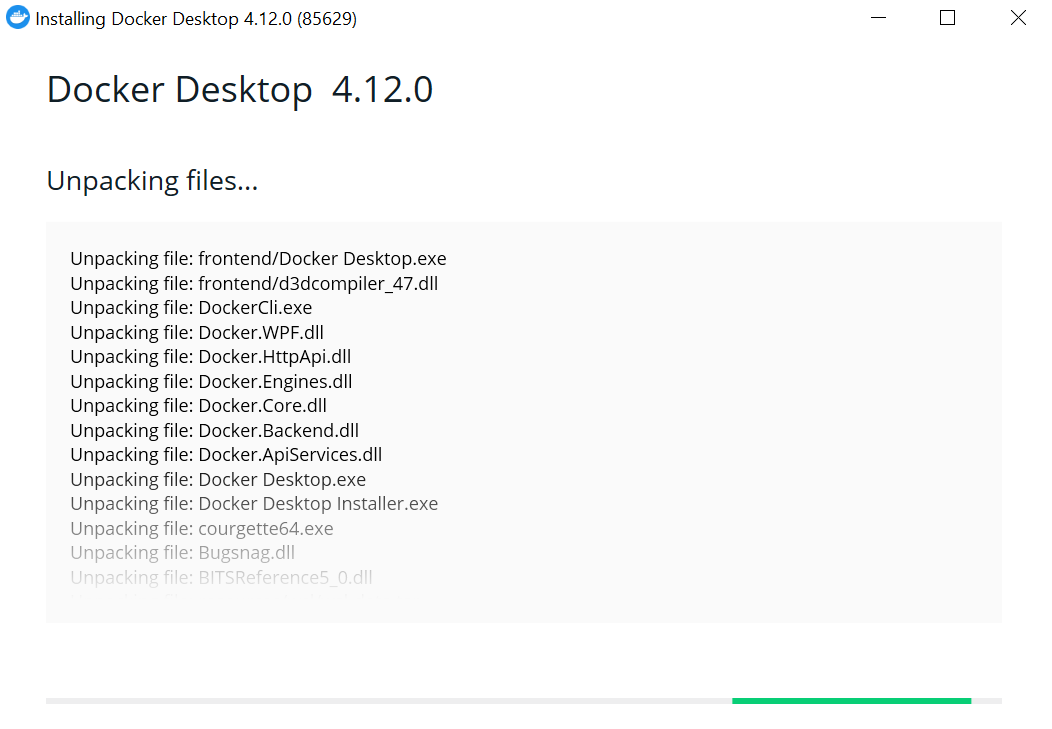 Installing Docker Desktop 4.12.0 (85629)
Docker Desktop 4.12.0
Unpacking files...
Unpacking file: frontend/Docker Desktop.exe
Unpacking file: frontend/d3dcompiler_47.dll
Unpacking file: DockerCli.exe
Unpacking file: Docker.WPF.dll
Unpacking file: Docker.HttpApi.dll
Unpacking file: Docker.Engines.dll
Unpacking file: Docker.Core.dll
Unpacking file: Docker.Backend.dll
Unpacking file: Docker.ApiServices.dll
Unpacking file: Docker Desktop.exe
Unpacking file: Docker Desktop Installer.exe
Unpacking file: courgette64.exe
Unpacking file: Bugsnag.dll
Unpacking file: BITSReference5_0.dll